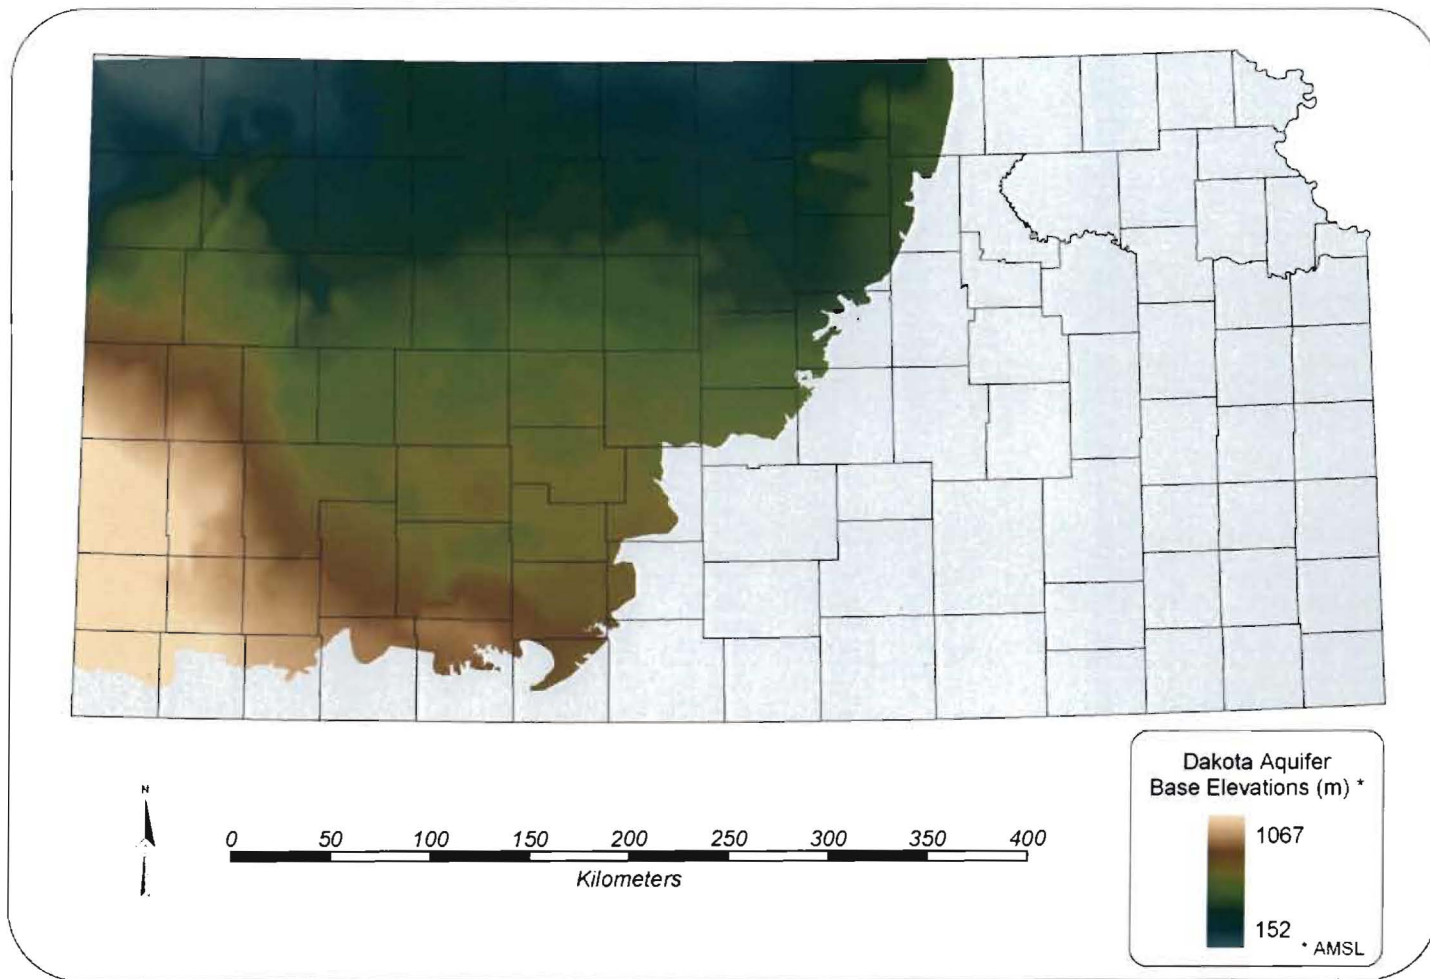 N
0 50 100 150 200 250 300 350 400
Kilometers
Dakota Aquifer
Base Elevations (m) *
1067
152
* AMSL